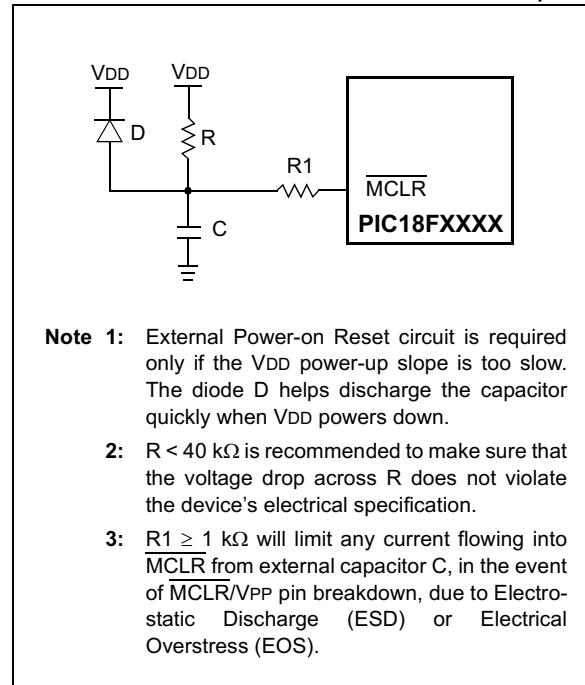 VDD VDD
D
R
R1
C
MCLR
PIC18FXXXX
Note 1: External Power-on Reset circuit is required
only if the VDD power-up slope is too slow.
The diode D helps discharge the capacitor
quickly when VDD powers down.
2: R < 40 kΩ is recommended to make sure that
the voltage drop across R does not violate
the device's electrical specification.
3: R1 ≥ 1 kΩ will limit any current flowing into
MCLR from external capacitor C, in the event
of MCLR/VPP pin breakdown, due to Electro-
static Discharge (ESD) or Electrical
Overstress (EOS).